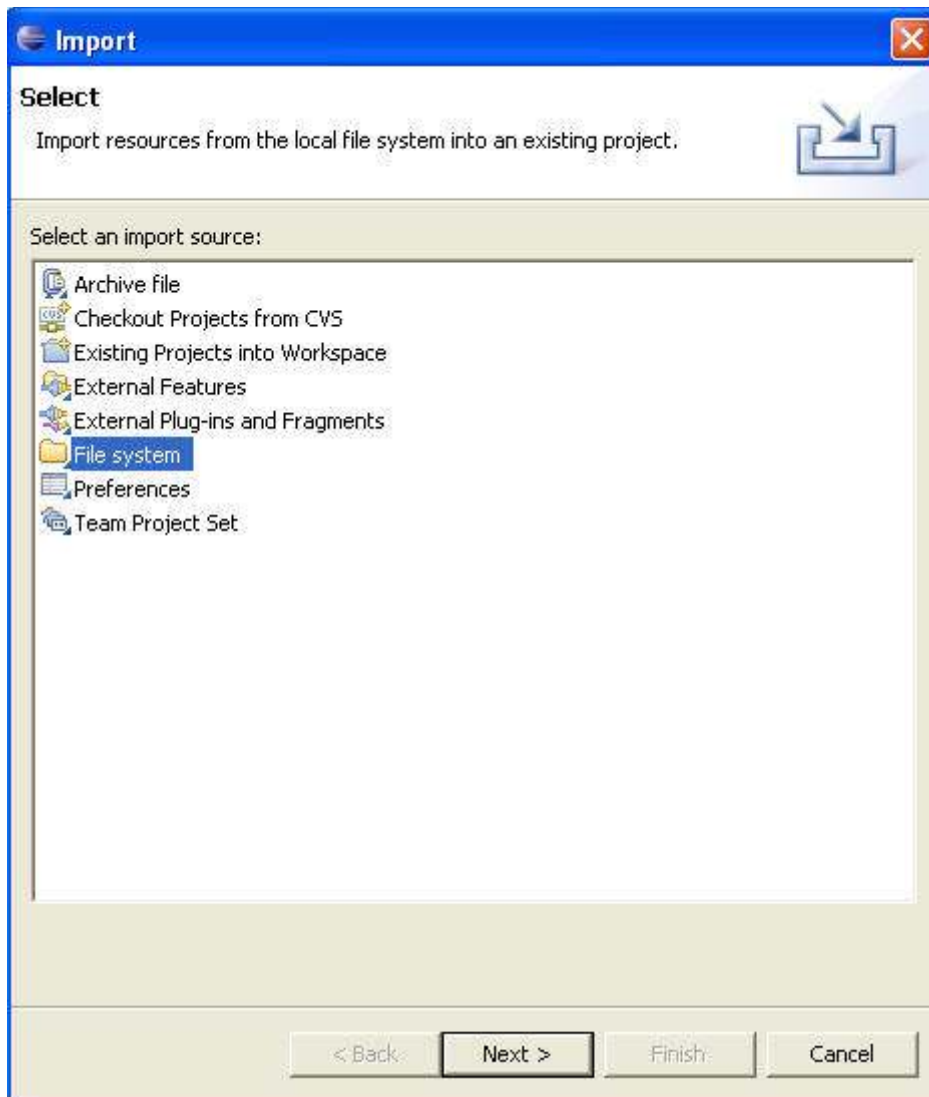 Import
Select
Import resources from the local file system into an existing project.
Select an import source:
Archive file
Checkout Projects from CVS
Existing Projects into Workspace
External Features
External Plug-ins and Fragments
File system
Preferences
Team Project Set
< Back Next > Finish Cancel